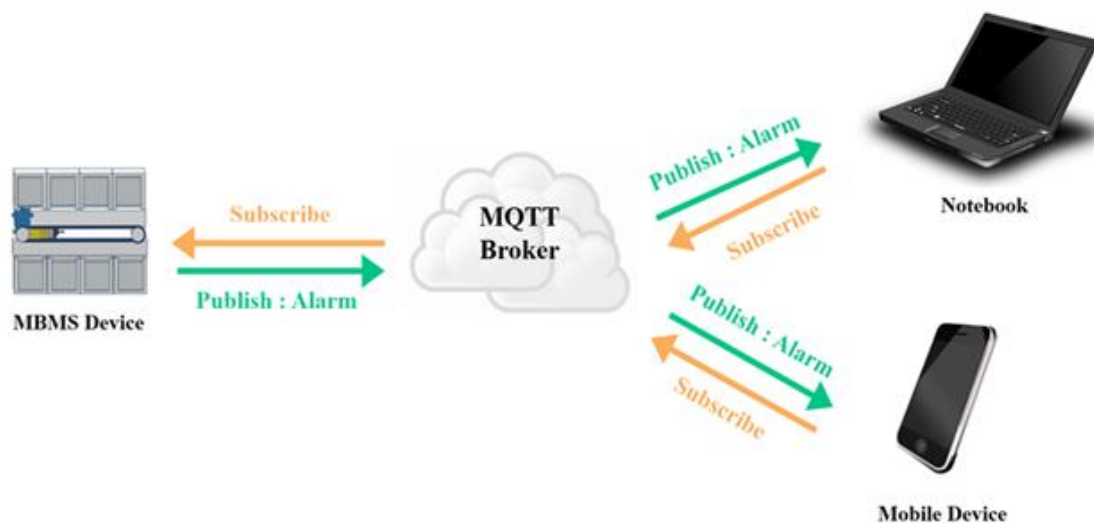 Subscribe
Publish : Alarm
MBMS Device
MQTT
Broker
Publish : Alarm
Subscribe
Notebook
Publish : Alarm
Subscribe
Mobile Device